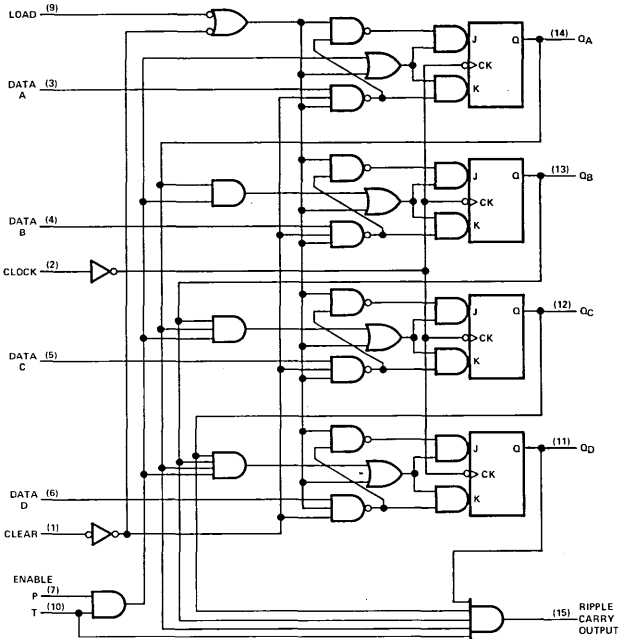 LOAD (9)
(14) QA
J Q
CK
K
DATA A (3)
(13) QB
J Q
CK
K
DATA B (4)
CLOCK (2)
(12) QC
J Q
CK
K
DATA C (5)
(11) QD
J Q
CK
K
DATA D (6)
CLEAR (1)
ENABLE
P (7)
T (10)
(15) RIPPLE
CARRY
OUTPUT